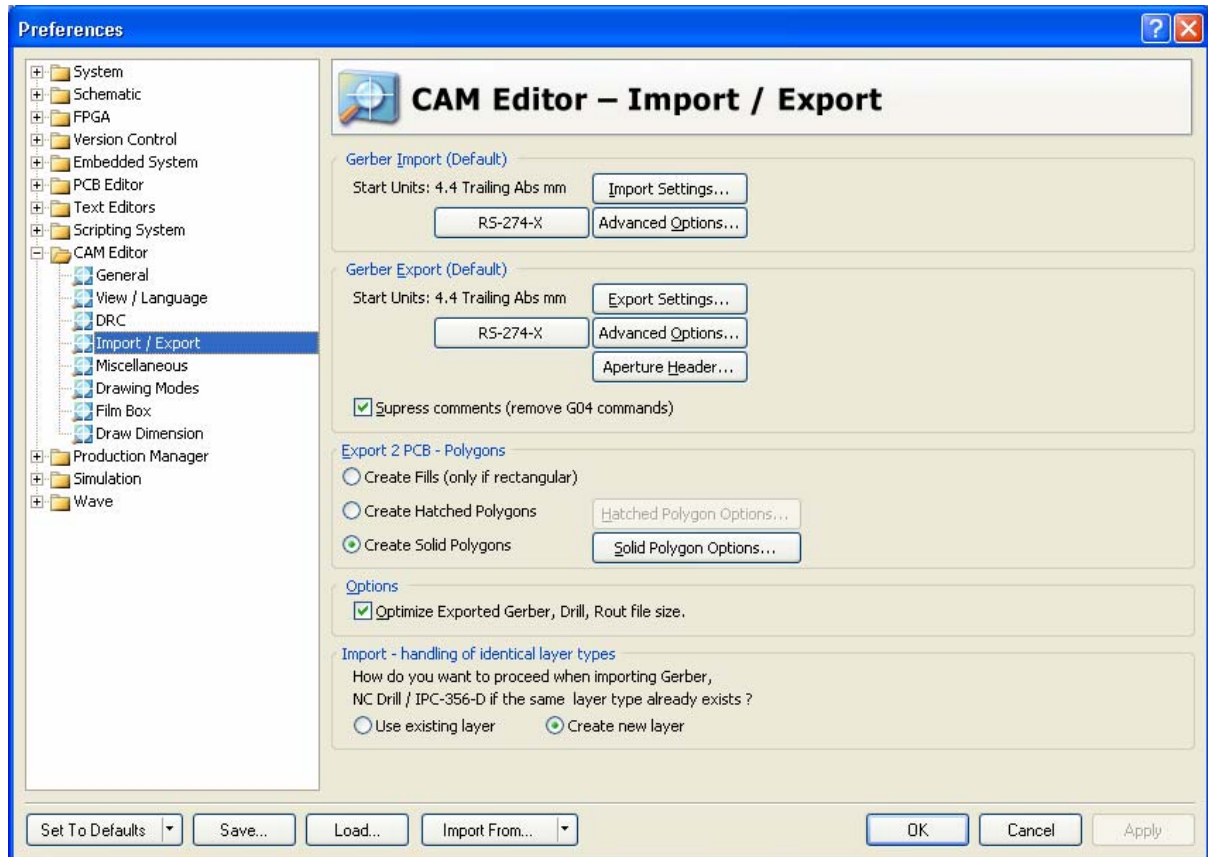 Preferences
System
Schematic
FPGA
Version Control
Embedded System
PCB Editor
Text Editors
Scripting System
CAM Editor
General
View / Language
DRC
Import / Export
Miscellaneous
Drawing Modes
Film Box
Draw Dimension
Production Manager
Simulation
Wave
CAM Editor – Import / Export
Gerber Import (Default)
Start Units: 4.4 Trailing Abs mm
Import Settings...
RS-274-X
Advanced Options...
Gerber Export (Default)
Start Units: 4.4 Trailing Abs mm
Export Settings...
RS-274-X
Advanced Options...
Aperture Header...
Supress comments (remove G04 commands)
Export 2 PCB - Polygons
Create Fills (only if rectangular)
Create Hatched Polygons
Hatched Polygon Options...
Create Solid Polygons
Solid Polygon Options...
Options
Optimize Exported Gerber, Drill, Rout file size.
Import - handling of identical layer types
How do you want to proceed when importing Gerber,
NC Drill / IPC-356-D if the same layer type already exists ?
Use existing layer
Create new layer
Set To Defaults
Save...
Load...
Import From...
OK
Cancel
Apply